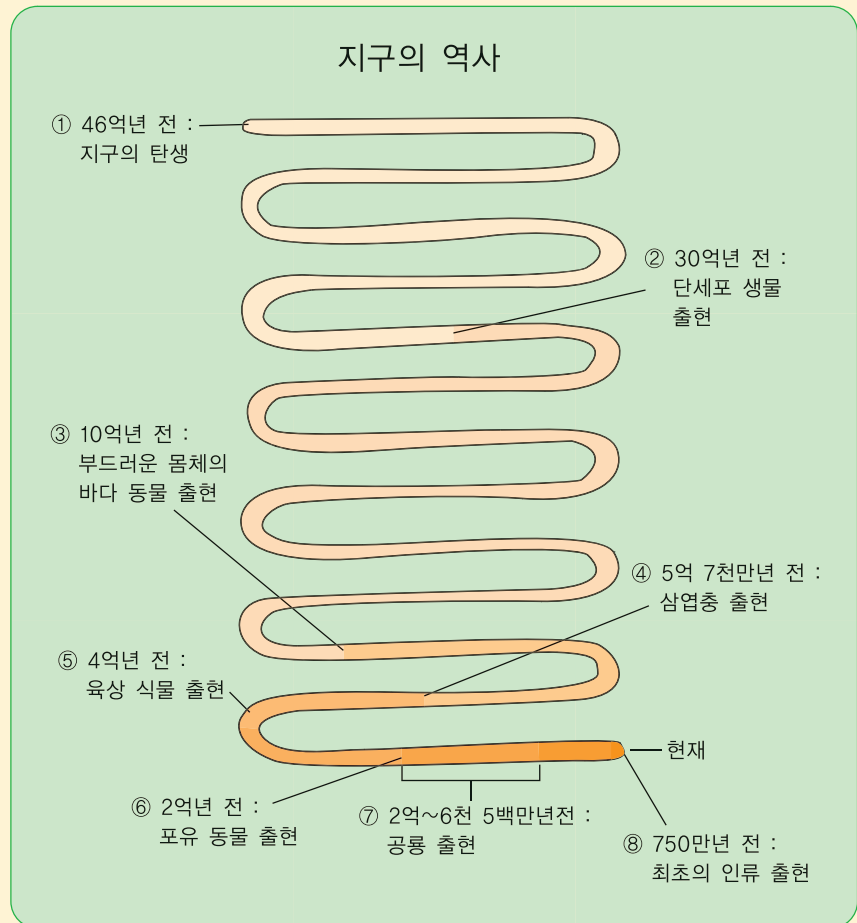 지구의 역사
① 46억년 전 :
지구의 탄생
② 30억년 전 :
단세포 생물
출현
③ 10억년 전 :
부드러운 몸체의
바다 동물 출현
④ 5억 7천만년 전 :
삼엽충 출현
⑤ 4억년 전 :
육상 식물 출현
현재
⑥ 2억년 전 :
포유 동물 출현
⑦ 2억~6천 5백만년전 :
공룡 출현
⑧ 750만년 전 :
최초의 인류 출현